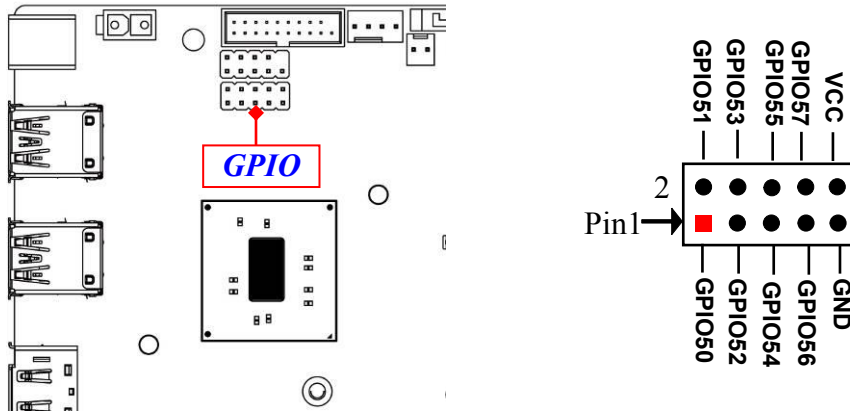 GPIO
GPIO51
GPIO53
GPIO55
GPIO57
VCC
2
Pin1
GPIO50
GPIO52
GPIO54
GPIO56
GND